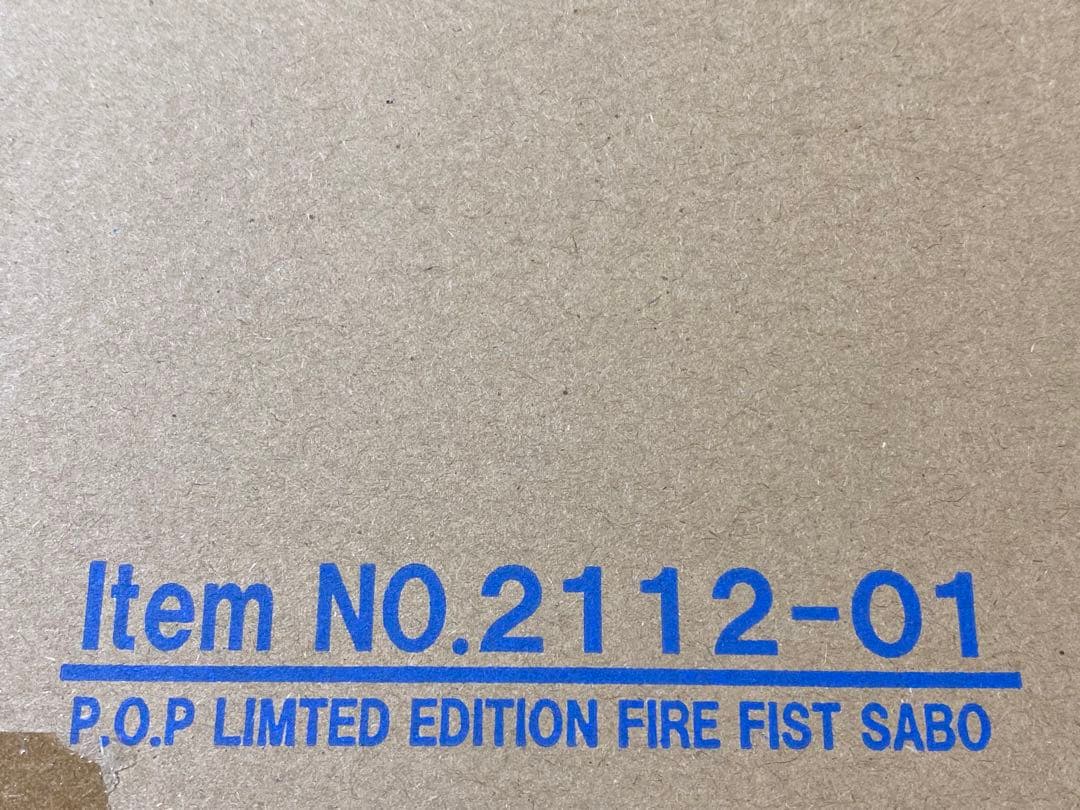 Item NO.2112-01
P.O.P LIMTED EDITION FIRE FIST SABO